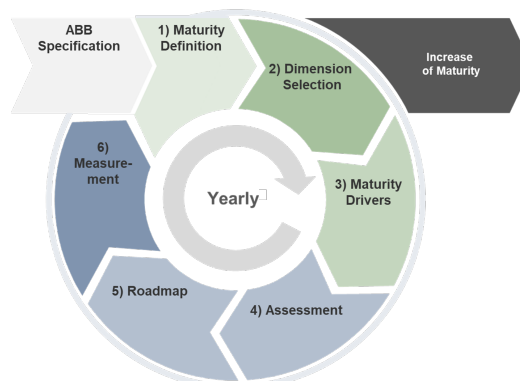 ABB
Specification
1) Maturity
Definition
2) Dimension
Selection
Increase
of Maturity
3) Maturity
Drivers
4) Assessment
5) Roadmap
6)
Measure-
ment
Yearly